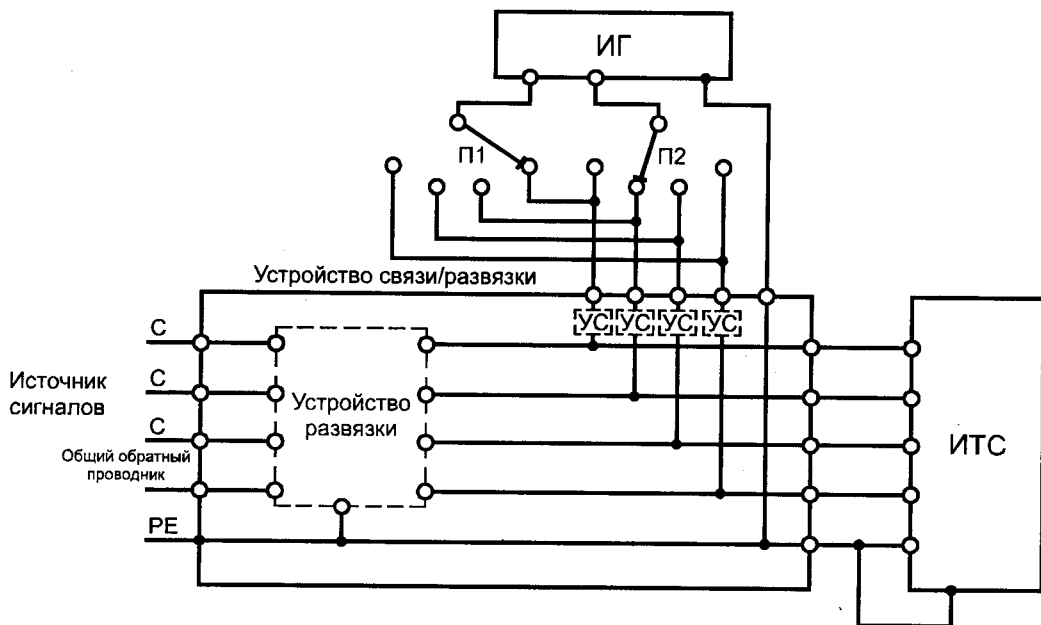 ИГ
П1
П2
Устройство связи/развязки
УС УС УС УС
С
Источник
сигналов
С
С
Общий обратный
проводник
PE
Устройство
развязки
ИТС